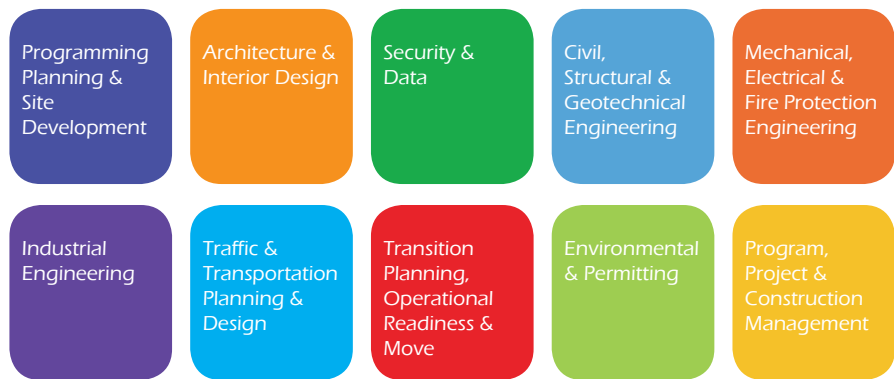 Programming
Planning &
Site
Development
Architecture &
Interior Design
Security &
Data
Civil,
Structural &
Geotechnical
Engineering
Mechanical,
Electrical &
Fire Protection
Engineering
Industrial
Engineering
Traffic &
Transportation
Planning &
Design
Transition
Planning,
Operational
Readiness &
Move
Environmental
& Permitting
Program,
Project &
Construction
Management